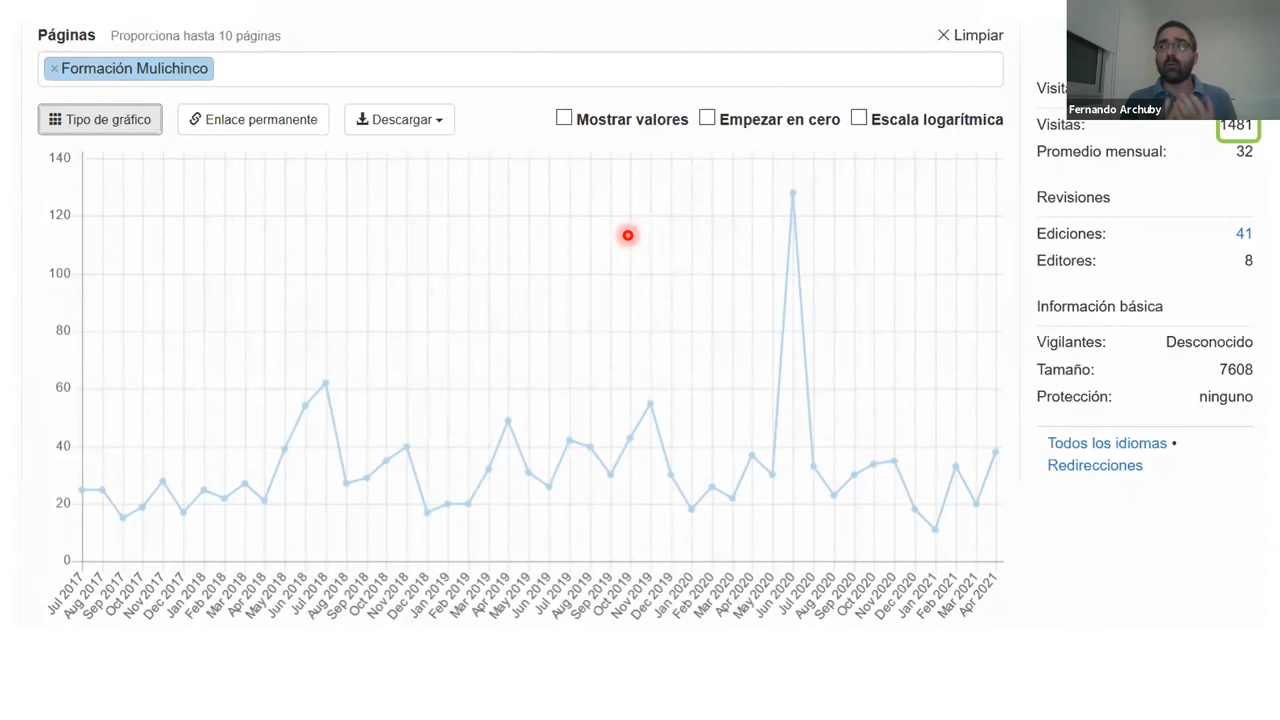 Páginas Proporciona hasta 10 páginas × Limpiar
× Formación Mulichinco
Tipo de gráfico Enlace permanente Descargar Mostrar valores Empezar en cero Escala logarítmica
140
120
100
80
60
40
20
0
Jul 2017
Aug 2017
Sep 2017
Oct 2017
Nov 2017
Dec 2017
Jan 2018
Feb 2018
Mar 2018
Apr 2018
May 2018
Jun 2018
Jul 2018
Aug 2018
Sep 2018
Oct 2018
Nov 2018
Dec 2018
Jan 2019
Feb 2019
Mar 2019
Apr 2019
May 2019
Jun 2019
Jul 2019
Aug 2019
Sep 2019
Oct 2019
Nov 2019
Dec 2019
Jan 2020
Feb 2020
Mar 2020
Apr 2020
May 2020
Jun 2020
Jul 2020
Aug 2020
Sep 2020
Oct 2020
Nov 2020
Dec 2020
Jan 2021
Feb 2021
Mar 2021
Apr 2021
Fernando Archuby
Visitas: 1481
Promedio mensual: 32
Revisiones
Ediciones: 41
Editores: 8
Información básica
Vigilantes: Desconocido
Tamaño: 7608
Protección: ninguno
Todos los idiomas •
Redirecciones